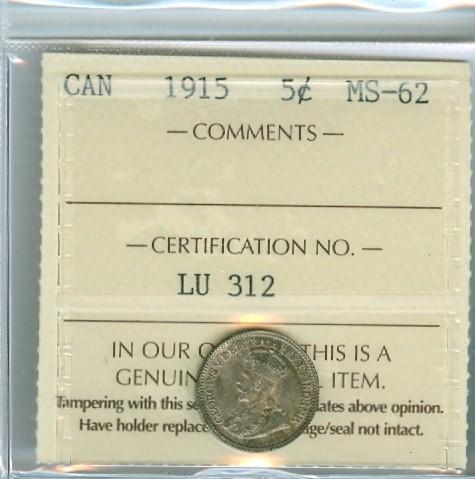 CAN 1915 5¢ MS-62
— COMMENTS —
— CERTIFICATION NO. —
LU 312
IN OUR O THIS IS A
GENUIN ITEM.
Tampering with this se ates above opinion.
Have holder replace ge/seal not intact.